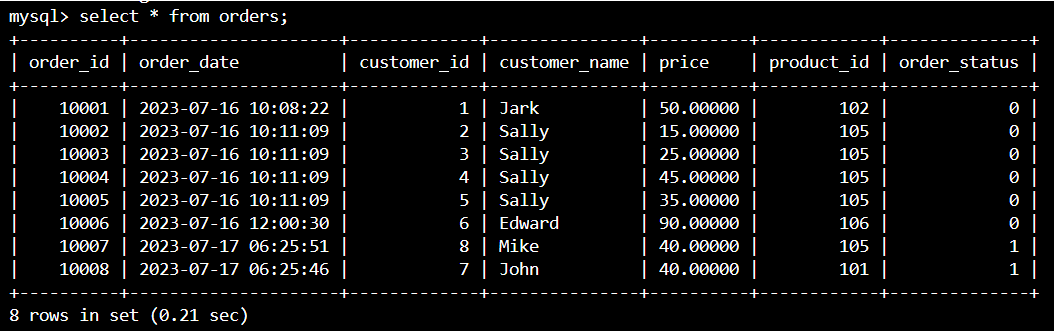 mysql> select * from orders;
+----------+---------------------+-------------+---------------+----------+------------+--------------+
| order_id | order_date          | customer_id | customer_name | price    | product_id | order_status |
+----------+---------------------+-------------+---------------+----------+------------+--------------+
|    10001 | 2023-07-16 10:08:22 |           1 | Jark          | 50.00000 |        102 |            0 |
|    10002 | 2023-07-16 10:11:09 |           2 | Sally         | 15.00000 |        105 |            0 |
|    10003 | 2023-07-16 10:11:09 |           3 | Sally         | 25.00000 |        105 |            0 |
|    10004 | 2023-07-16 10:11:09 |           4 | Sally         | 45.00000 |        105 |            0 |
|    10005 | 2023-07-16 10:11:09 |           5 | Sally         | 35.00000 |        105 |            0 |
|    10006 | 2023-07-16 12:00:30 |           6 | Edward        | 90.00000 |        106 |            0 |
|    10007 | 2023-07-17 06:25:51 |           8 | Mike          | 40.00000 |        105 |            1 |
|    10008 | 2023-07-17 06:25:46 |           7 | John          | 40.00000 |        101 |            1 |
+----------+---------------------+-------------+---------------+----------+------------+--------------+
8 rows in set (0.21 sec)